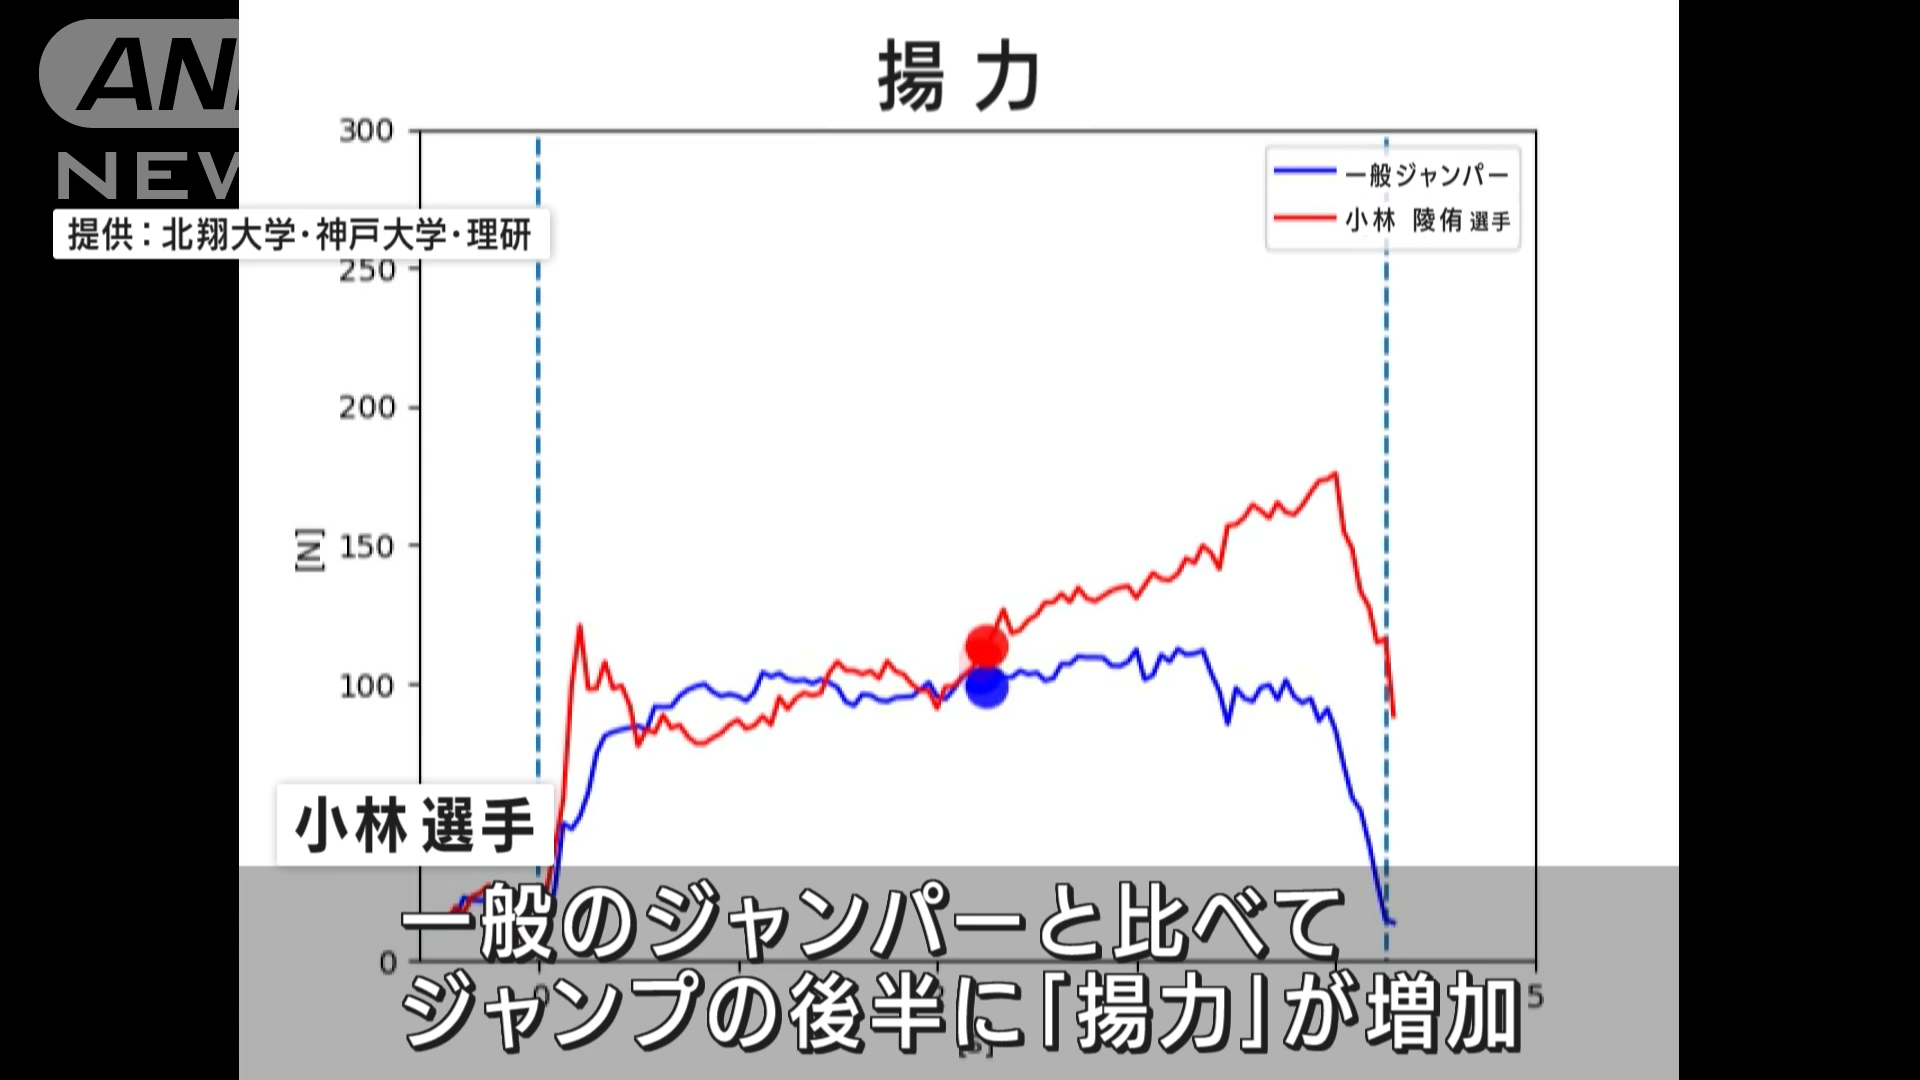 ANN
NEWS
提供：北翔大学・神戸大学・理研
揚力
300
250
200
150
100
0
[N]
一般ジャンパー
小林 陵侑 選手
小林 選手
一般のジャンパーと比べて
ジャンプの後半に「揚力」が増加
0
5
[s]